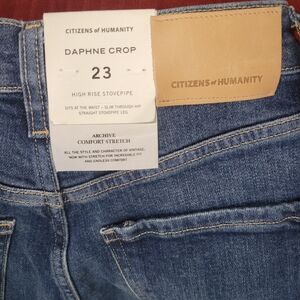 CITIZENS of HUMANITY
DAPHNE CROP
23
HIGH RISE STOVEPIPE
SITS AT THE WAIST - SLIM THROUGH HIP
STRAIGHT STOVEPIPE LEG
ARCHIVE
COMFORT STRETCH
ALL THE STYLE AND CHARACTER OF VINTAGE,
NOW WITH STRETCH FOR INCREDIBLE FIT
AND ENDLESS COMFORT
CITIZENS of HUMANITY